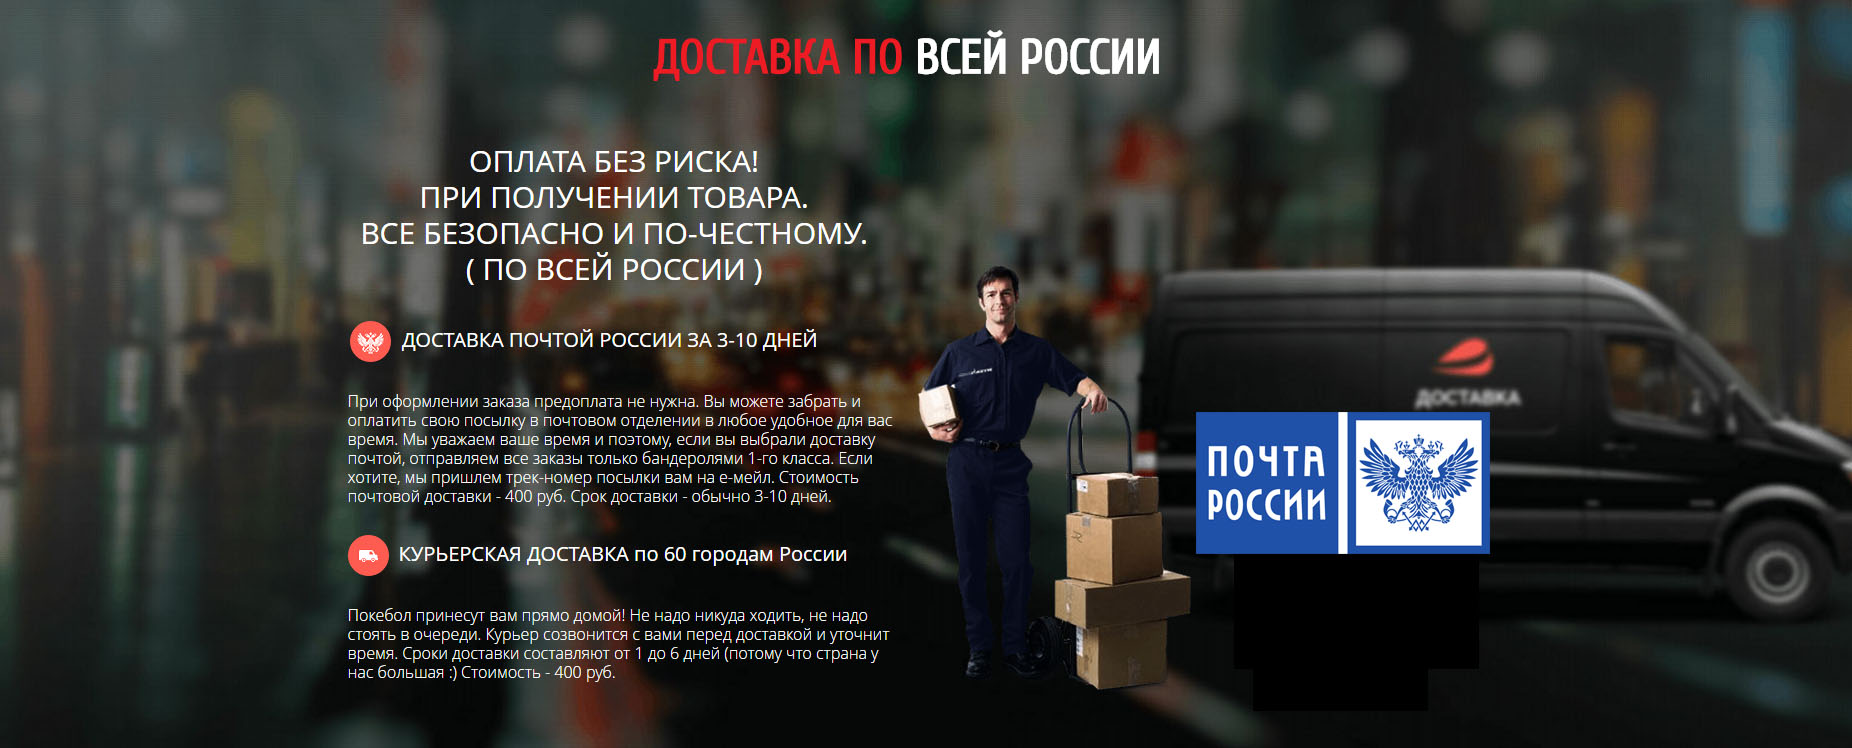 ДОСТАВКА ПО ВСЕЙ РОССИИ
ОПЛАТА БЕЗ РИСКА!
ПРИ ПОЛУЧЕНИИ ТОВАРА.
ВСЕ БЕЗОПАСНО И ПО-ЧЕСТНОМУ.
( ПО ВСЕЙ РОССИИ )
ДОСТАВКА ПОЧТОЙ РОССИИ ЗА 3-10 ДНЕЙ
При оформлении заказа предоплата не нужна. Вы можете забрать и
оплатить свою посылку в почтовом отделении в любое удобное для вас
время. Мы уважаем ваше время и поэтому, если вы выбрали доставку
почтой, отправляем все заказы только бандеролями 1-го класса. Если
хотите, мы пришлем трек-номер посылки вам на е-мейл. Стоимость
почтовой доставки - 400 руб. Срок доставки - обычно 3-10 дней.
КУРЬЕРСКАЯ ДОСТАВКА по 60 городам России
Покебол принесут вам прямо домой! Не надо никуда ходить, не надо
стоять в очереди. Курьер созвонится с вами перед доставкой и уточнит
время. Сроки доставки составляют от 1 до 6 дней (потому что страна у
нас большая :) Стоимость - 400 руб.
ДОСТАВКА
ПОЧТА
РОССИИ